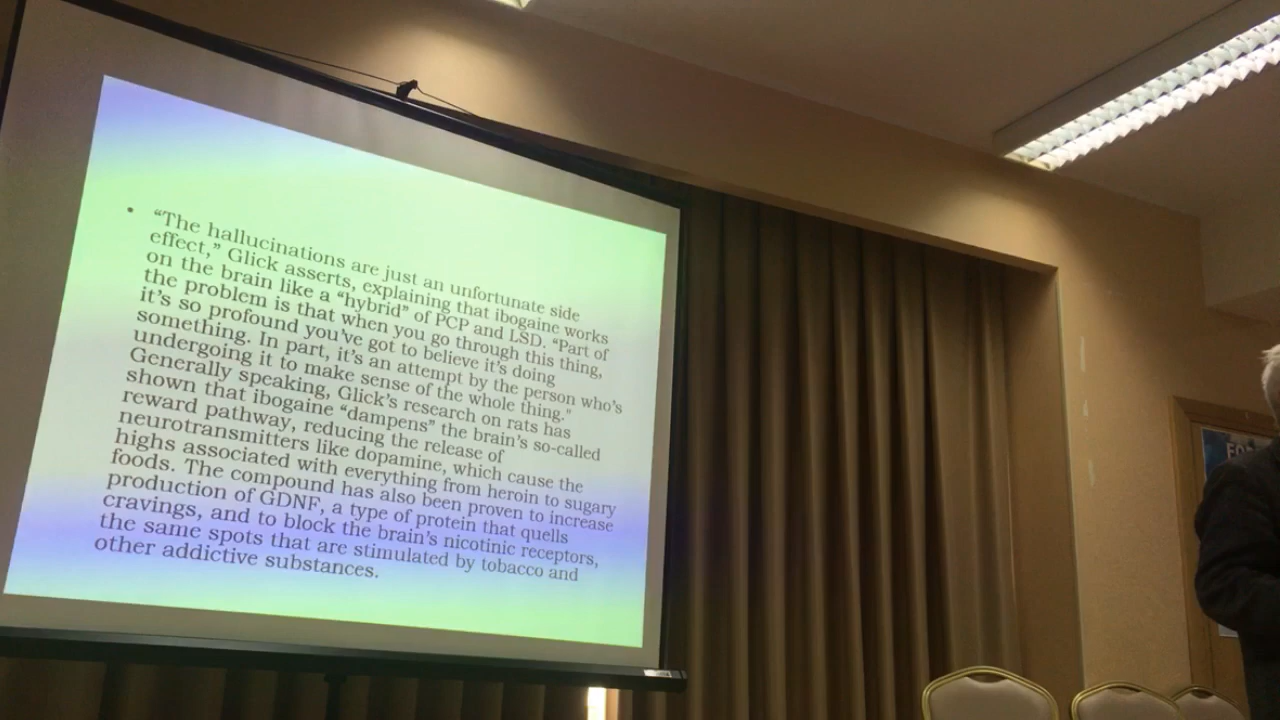 • “The hallucinations are just an unfortunate side
effect,” Glick asserts, explaining that ibogaine works
on the brain like a “hybrid” of PCP and LSD. “Part of
the problem is that when you go through this thing,
it’s so profound you’ve got to believe it’s doing
something. In part, it’s an attempt by the person who’s
undergoing it to make sense of the whole thing."
Generally speaking, Glick’s research on rats has
shown that ibogaine “dampens” the brain’s so-called
reward pathway, reducing the release of
neurotransmitters like dopamine, which cause the
highs associated with everything from heroin to sugary
foods. The compound has also been proven to increase
production of GDNF, a type of protein that quells
cravings, and to block the brain’s nicotinic receptors,
the same spots that are stimulated by tobacco and
other addictive substances.